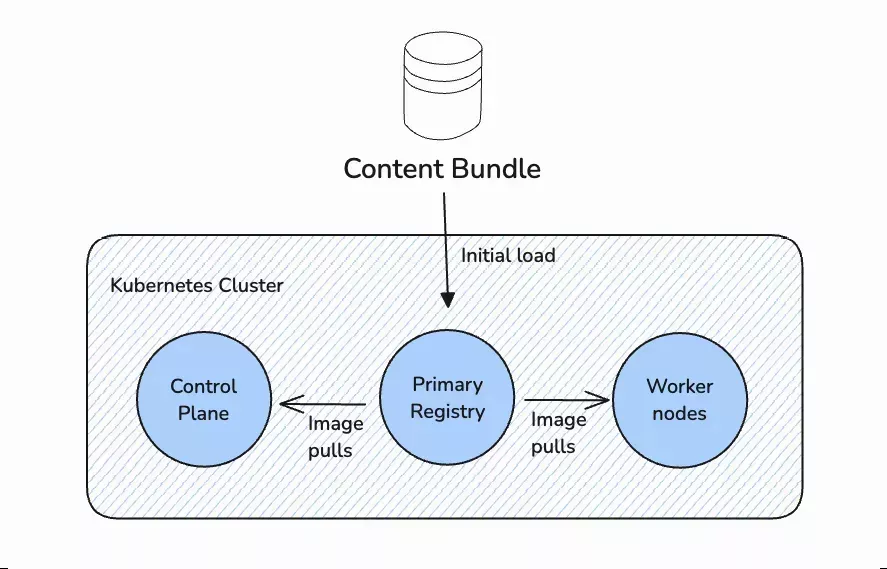 Content Bundle
Initial load
Kubernetes Cluster
Control
Plane
Image
pulls
Primary
Registry
Image
pulls
Worker
nodes